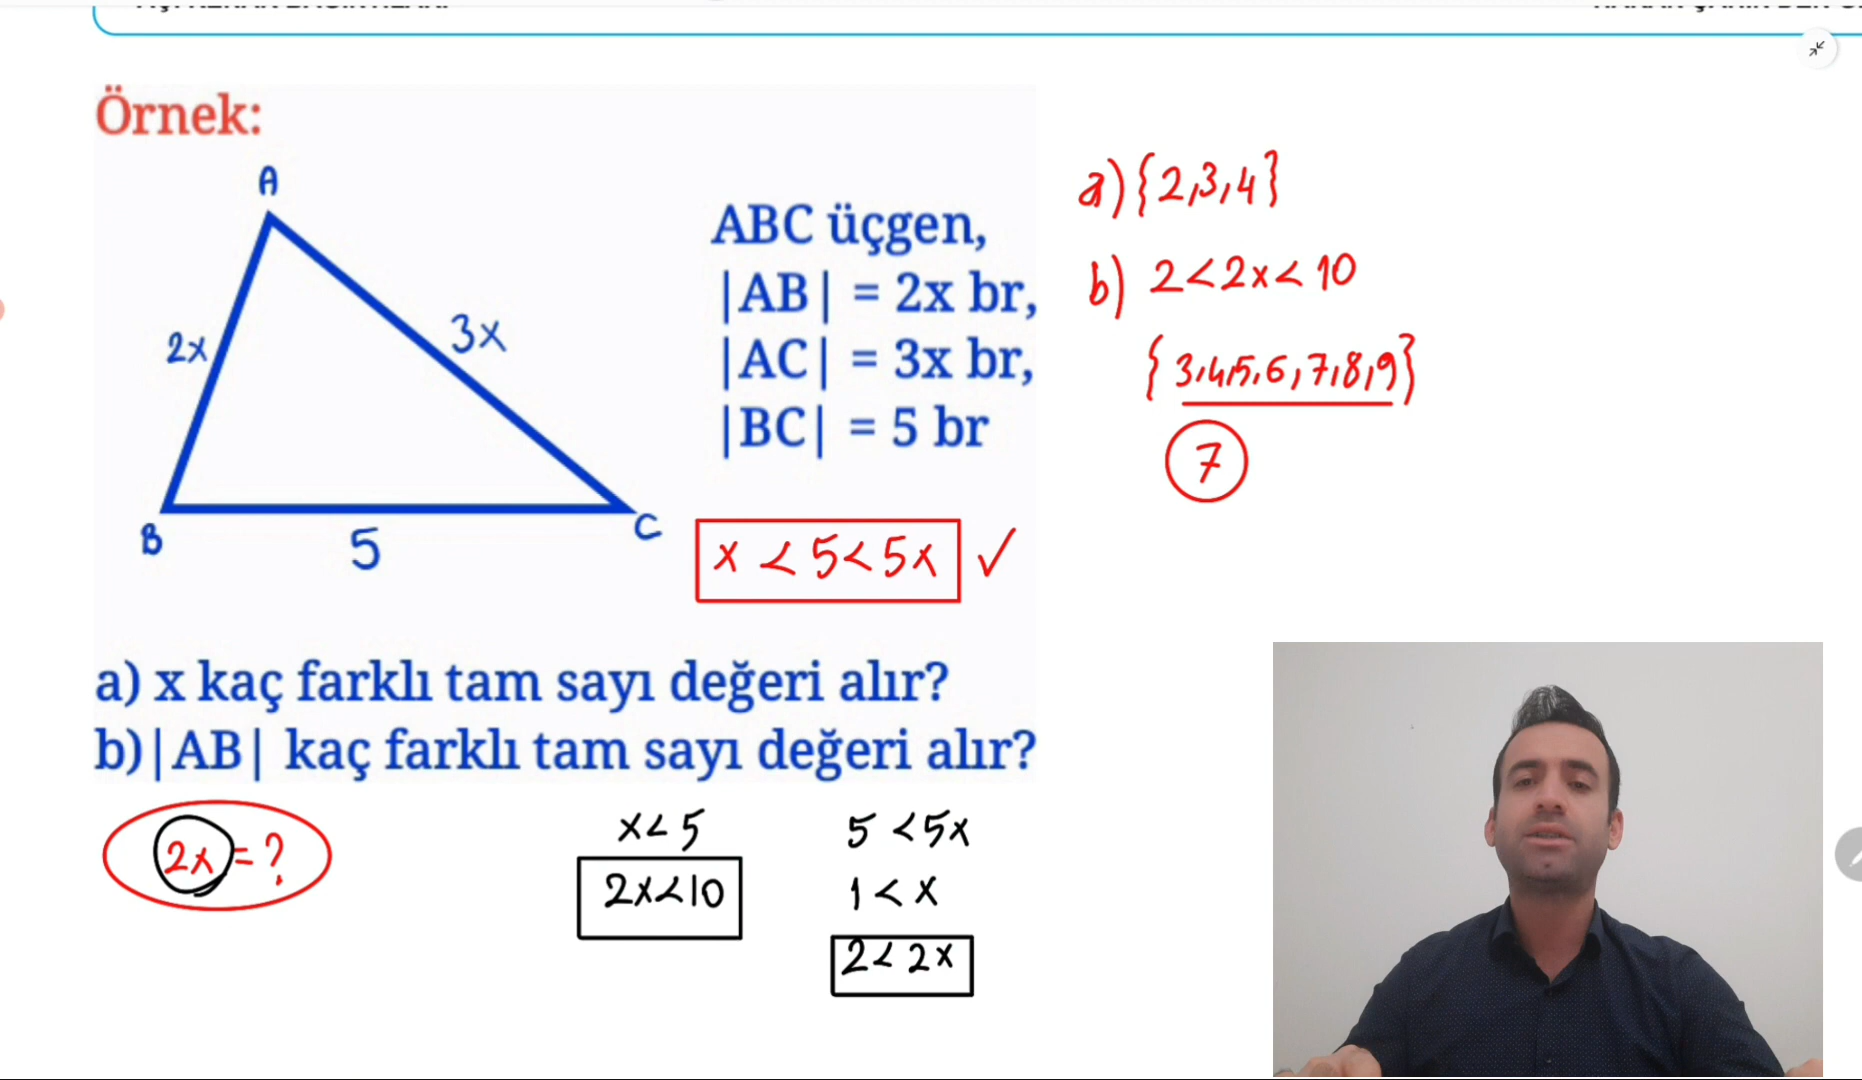 Örnek:
A
2x
3x
B
5
C
ABC üçgen,
|AB| = 2x br,
|AC| = 3x br,
|BC| = 5 br
x < 5 < 5x ✓
a) {2,3,4}
b) 2 < 2x < 10
{3,4,5,6,7,8,9}
7
a) x kaç farklı tam sayı değeri alır?
b)|AB| kaç farklı tam sayı değeri alır?
2x = ?
x < 5
2x < 10
5 < 5x
1 < x
2 < 2x